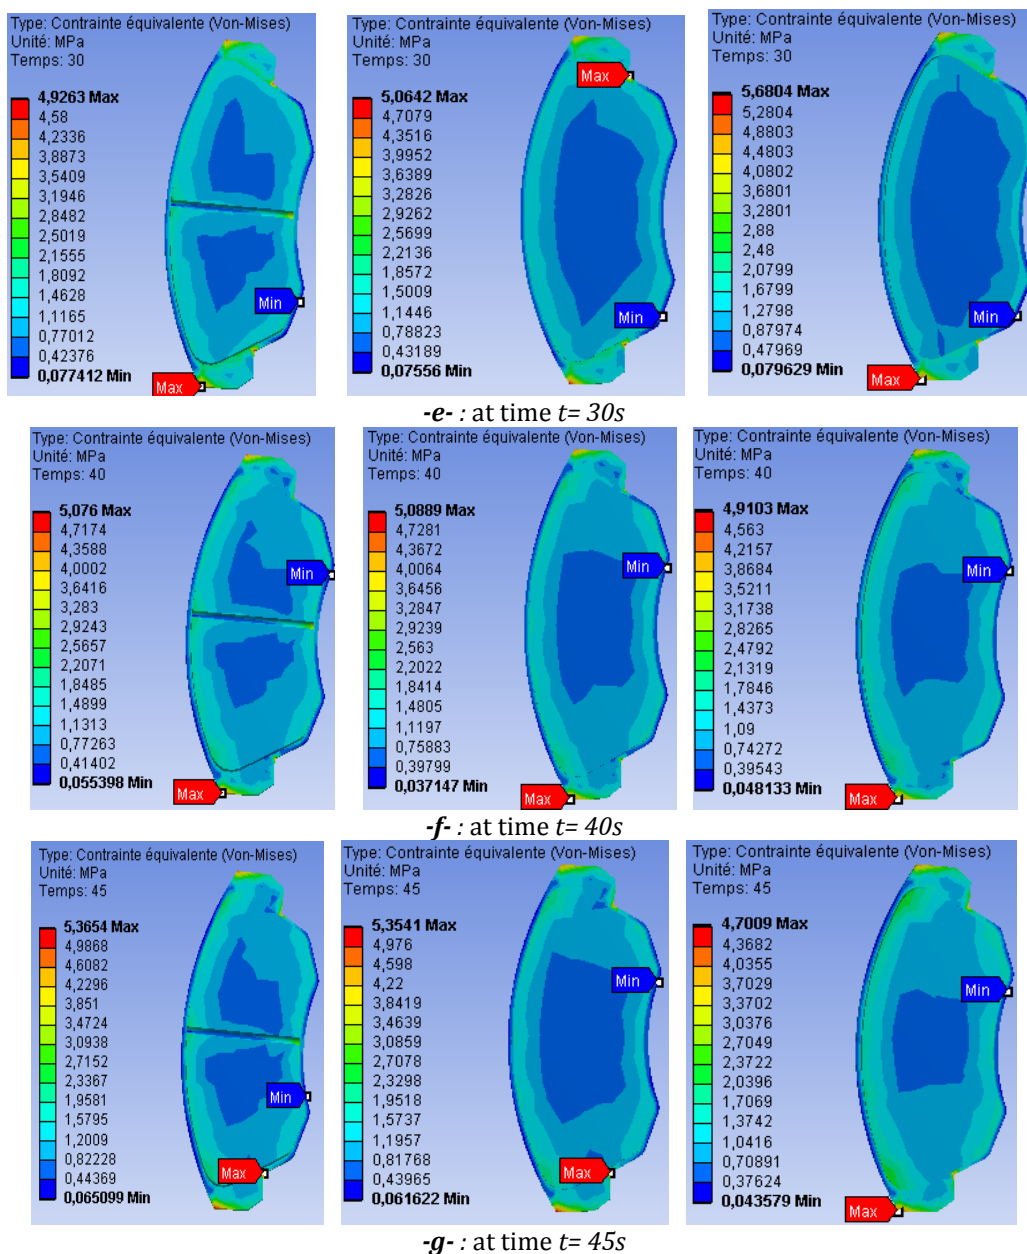 Type: Contrainte équivalente (Von-Mises)
Unité: MPa
Temps: 30
4,9263 Max
4,58
4,2336
3,8873
3,5409
3,1946
2,8482
2,5019
2,1555
1,8092
1,4628
1,1165
0,77012
0,42376
0,077412 Min
Min
Max
Type: Contrainte équivalente (Von-Mises)
Unité: MPa
Temps: 30
5,0642 Max
4,7079
4,3516
3,9952
3,6389
3,2826
2,9262
2,5699
2,2136
1,8572
1,5009
1,1446
0,78823
0,43189
0,07556 Min
Max
Min
Type: Contrainte équivalente (Von-Mises)
Unité: MPa
Temps: 30
5,6804 Max
5,2804
4,8803
4,4803
4,0802
3,6801
3,2801
2,88
2,48
2,0799
1,6799
1,2798
0,87974
0,47969
0,079629 Min
Min
Max
-e- : at time t= 30s
Type: Contrainte équivalente (Von-Mises)
Unité: MPa
Temps: 40
5,076 Max
4,7174
4,3588
4,0002
3,6416
3,283
2,9243
2,5657
2,2071
1,8485
1,4899
1,1313
0,77263
0,41402
0,055398 Min
Min
Max
Type: Contrainte équivalente (Von-Mises)
Unité: MPa
Temps: 40
5,0889 Max
4,7281
4,3672
4,0064
3,6456
3,2847
2,9239
2,563
2,2022
1,8414
1,4805
1,1197
0,75883
0,39799
0,037147 Min
Min
Max
Type: Contrainte équivalente (Von-Mises)
Unité: MPa
Temps: 40
4,9103 Max
4,563
4,2157
3,8684
3,5211
3,1738
2,8265
2,4792
2,1319
1,7846
1,4373
1,09
0,74272
0,39543
0,048133 Min
Min
Max
-f- : at time t= 40s
Type: Contrainte équivalente (Von-Mises)
Unité: MPa
Temps: 45
5,3654 Max
4,9868
4,6082
4,2296
3,851
3,4724
3,0938
2,7152
2,3367
1,9581
1,5795
1,2009
0,82228
0,44369
0,065099 Min
Min
Max
Type: Contrainte équivalente (Von-Mises)
Unité: MPa
Temps: 45
5,3541 Max
4,976
4,598
4,22
3,8419
3,4639
3,0859
2,7078
2,3298
1,9518
1,5737
1,1957
0,81768
0,43965
0,061622 Min
Min
Max
Type: Contrainte équivalente (Von-Mises)
Unité: MPa
Temps: 45
4,7009 Max
4,3682
4,0355
3,7029
3,3702
3,0376
2,7049
2,3722
2,0396
1,7069
1,3742
1,0416
0,70891
0,37624
0,043579 Min
Min
Max
-g- : at time t= 45s